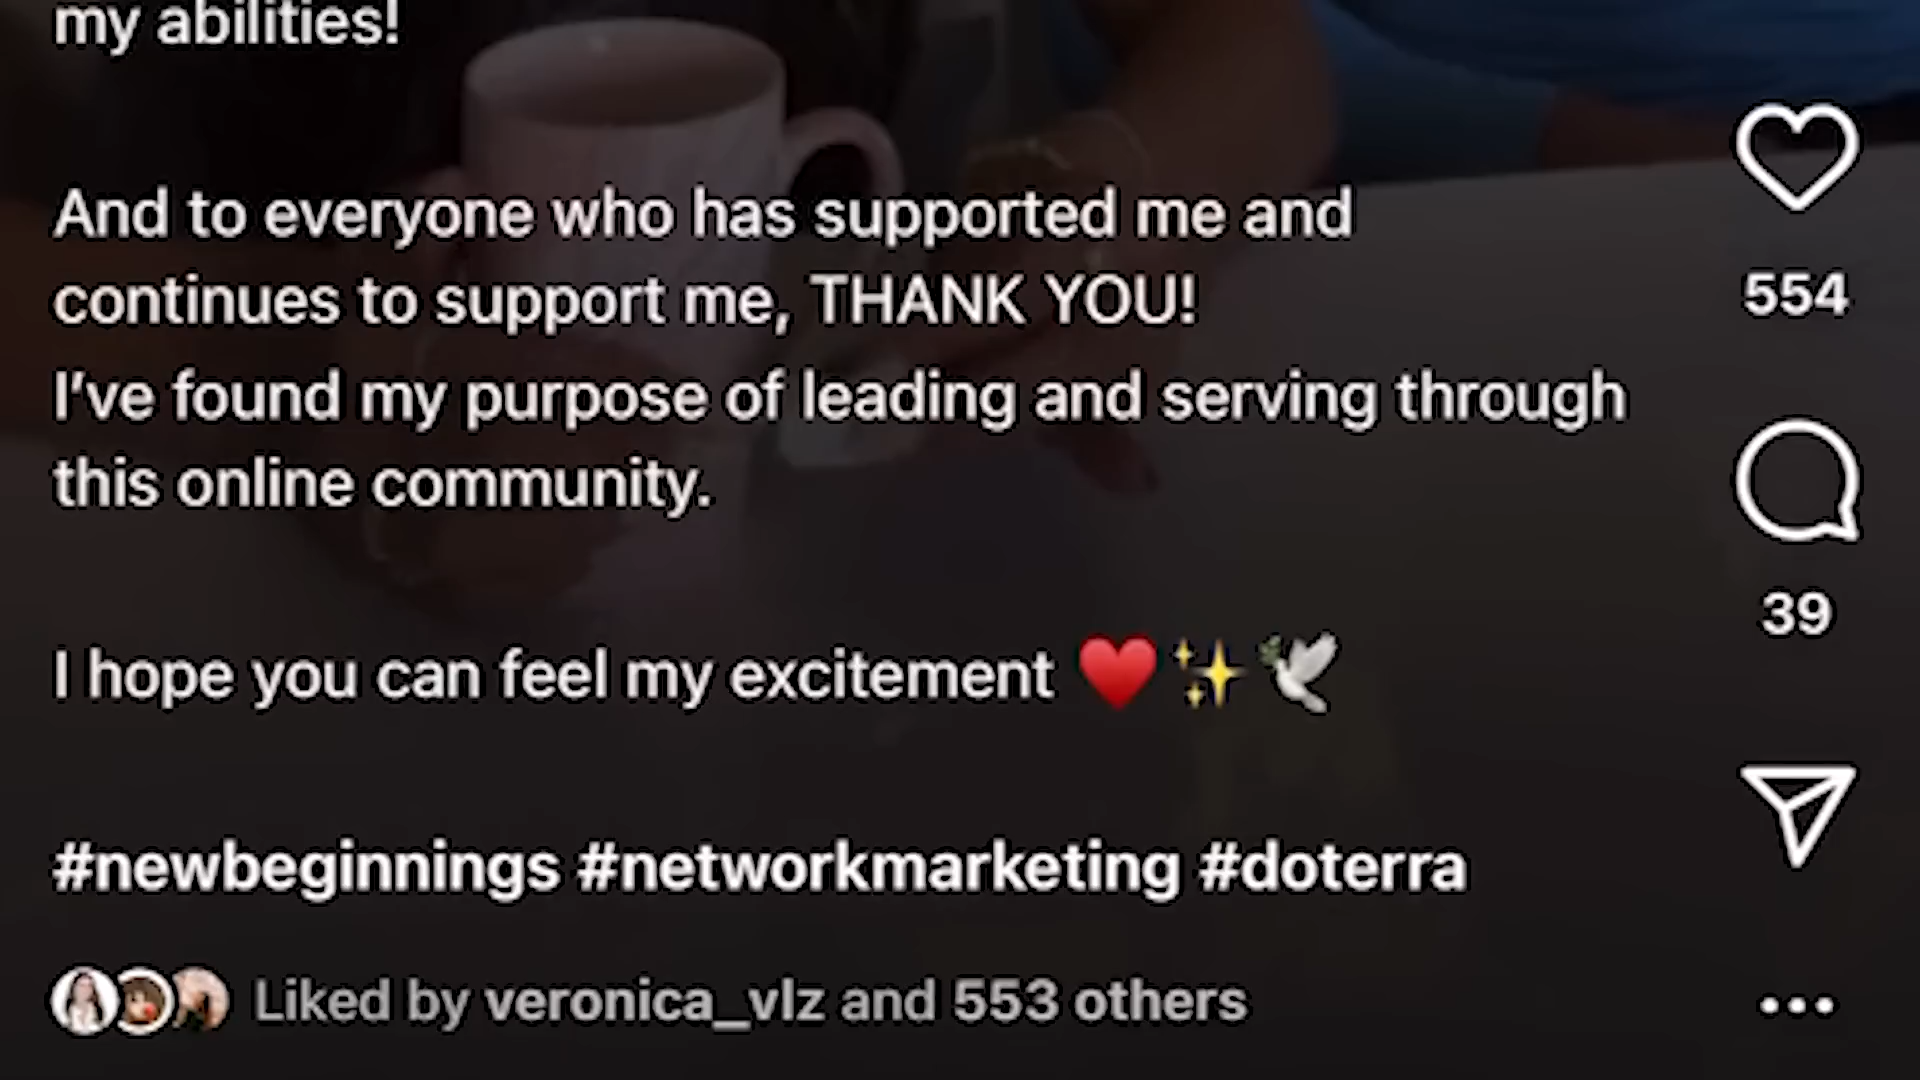 my abilities!
And to everyone who has supported me and
continues to support me, THANK YOU!
I've found my purpose of leading and serving through
this online community.
I hope you can feel my excitement ❤️✨🕊️
#newbeginnings #networkmarketing #doterra
Liked by veronica_vlz and 553 others
554
39